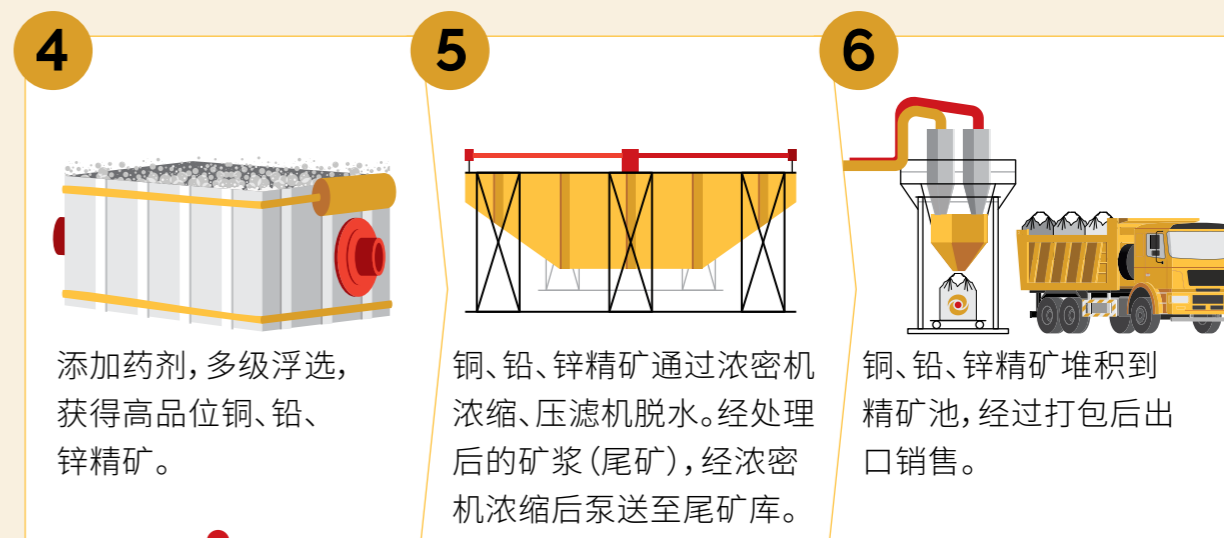 4
添加药剂，多级浮选，
获得高品位铜、铅、
锌精矿。
5
铜、铅、锌精矿通过浓密机
浓缩、压滤机脱水。经处理
后的矿浆（尾矿），经浓密
机浓缩后泵送至尾矿库。
6
铜、铅、锌精矿堆积到
精矿池，经过打包后出
口销售。